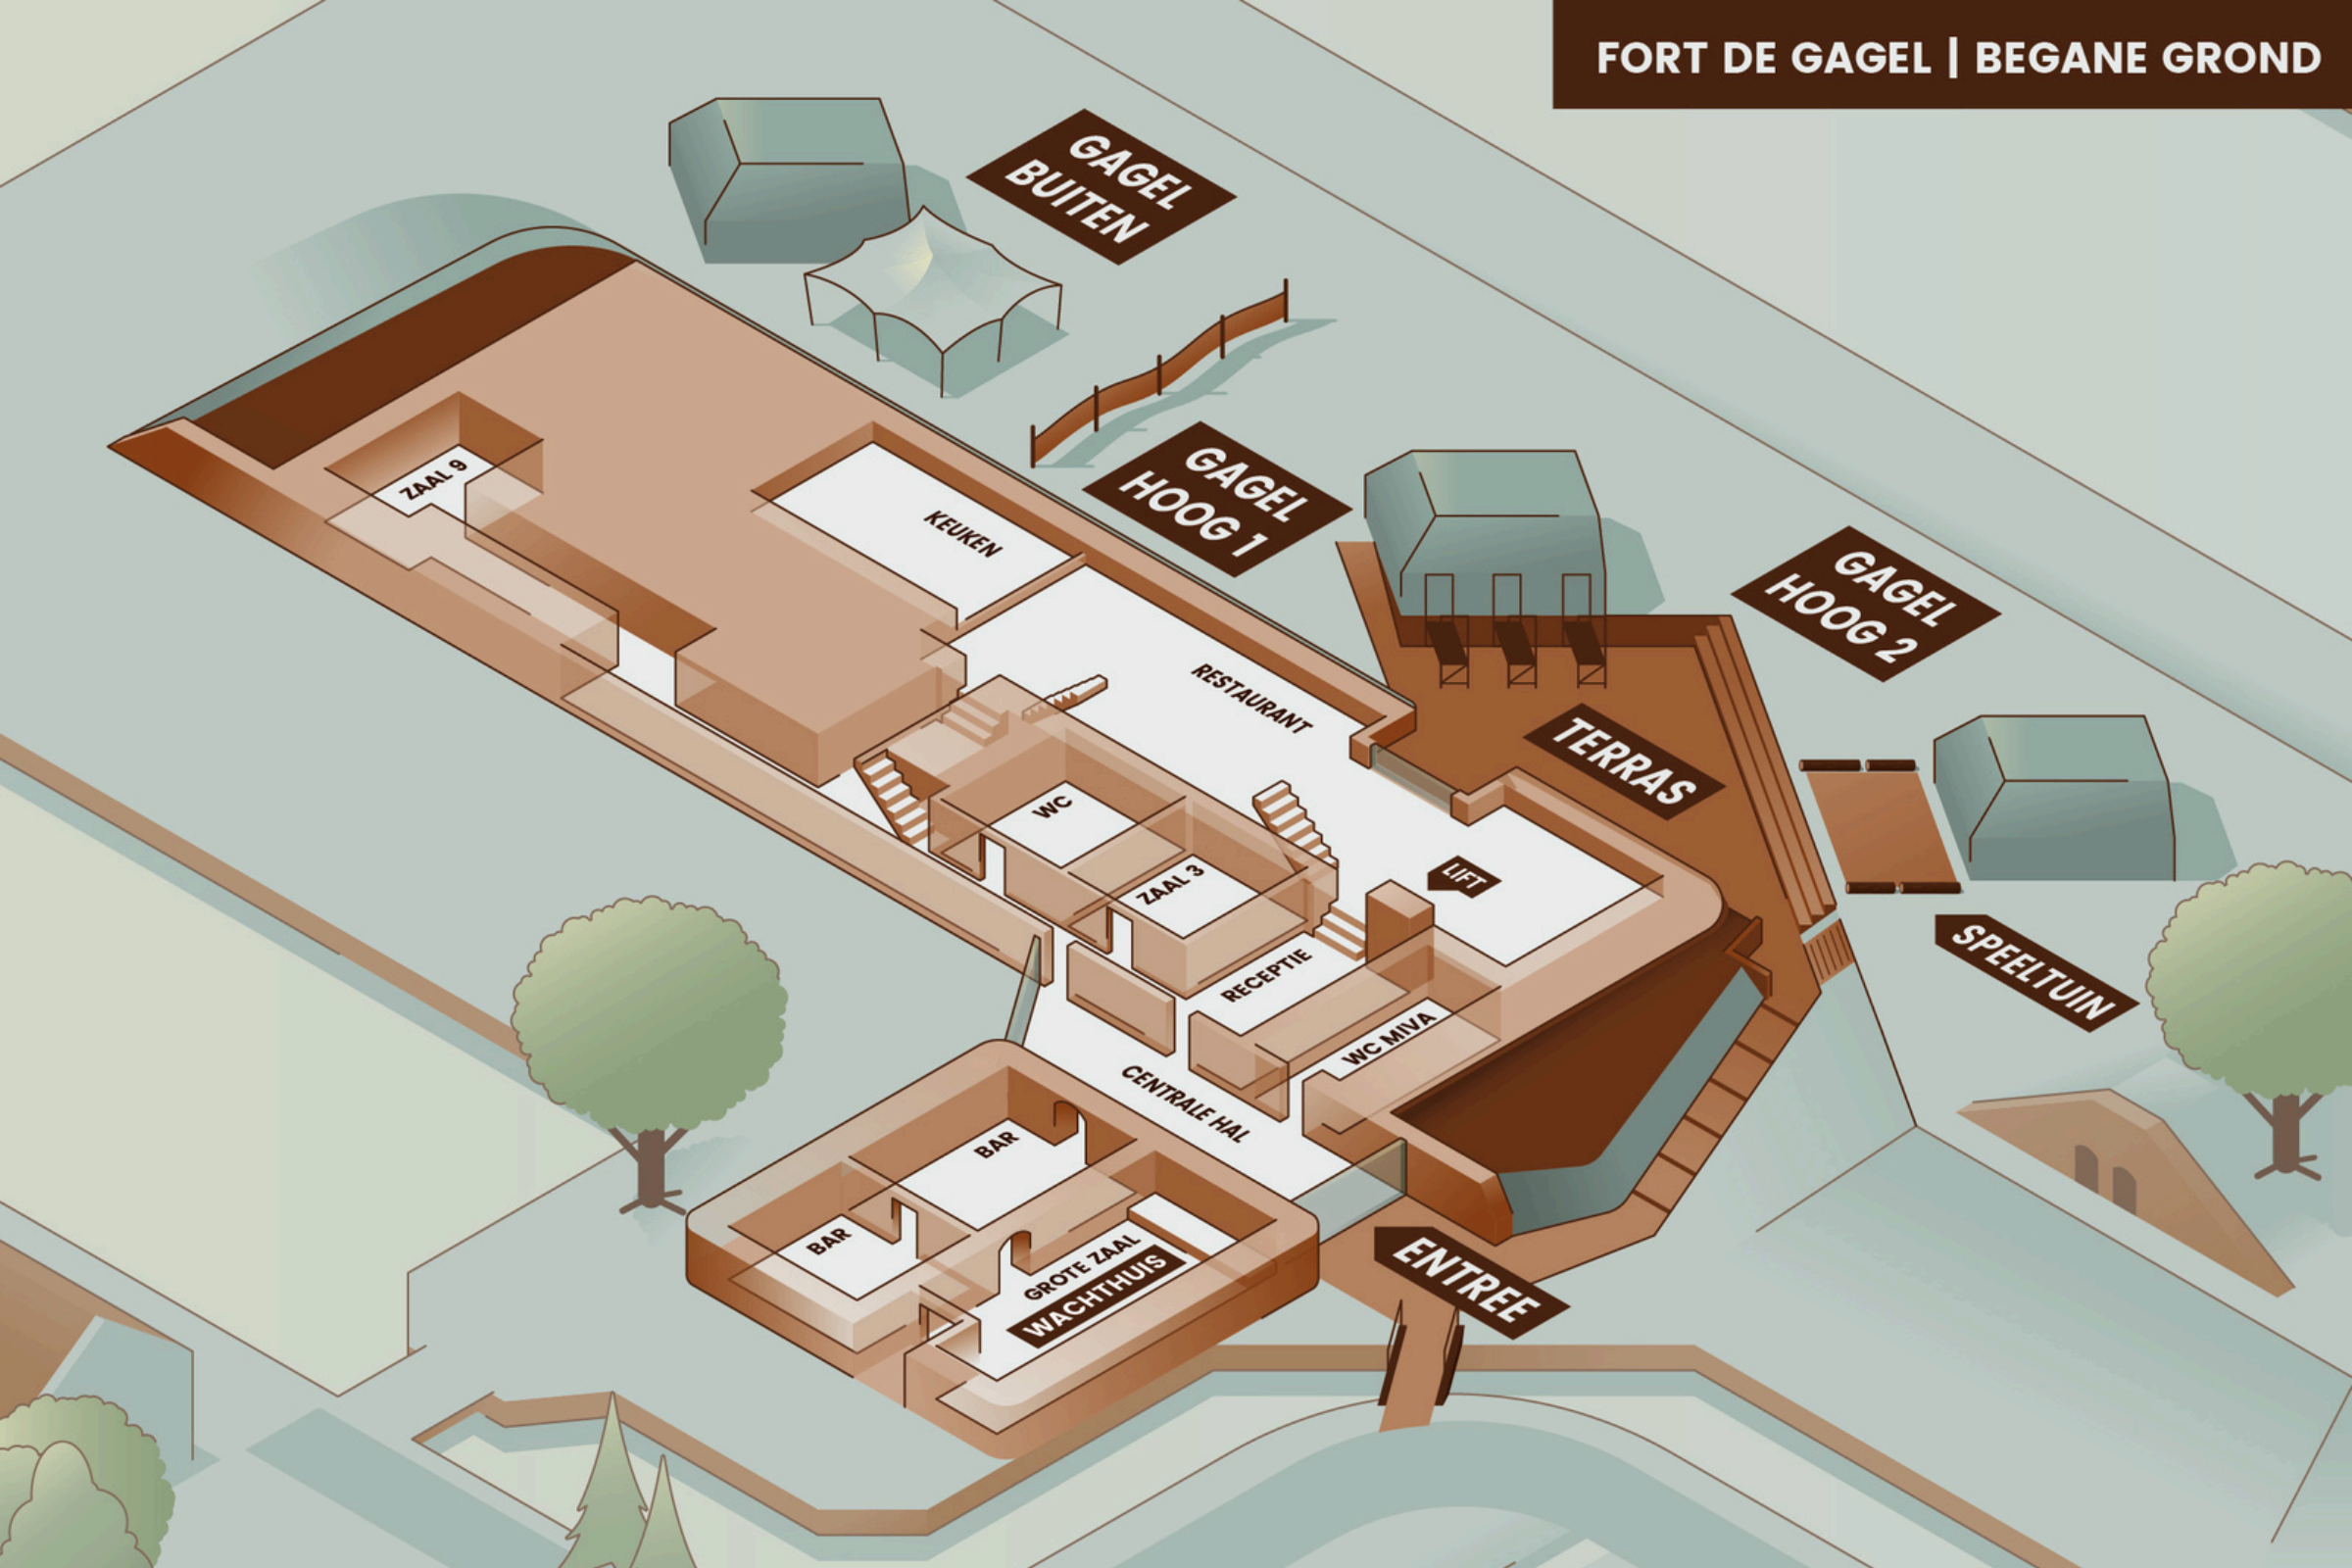 FORT DE GAGEL | BEGANE GROND
GAGEL
BUITEN
GAGEL
HOOG 1
GAGEL
HOOG 2
ZAAL 9
KEUKEN
RESTAURANT
TERRAS
WC
ZAAL 3
LIFT
SPEELTUIN
RECEPTIE
WC MIVA
CENTRALE HAL
BAR
BAR
GROTE ZAAL
WACHTHUIS
ENTREE